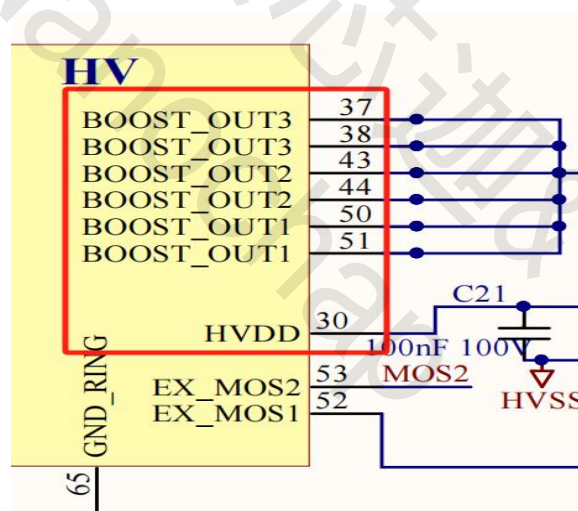 HV
BOOST_OUT3 37
BOOST_OUT3 38
BOOST_OUT2 43
BOOST_OUT2 44
BOOST_OUT1 50
BOOST_OUT1 51
C21
HVDD 30
100nF 100V
EX_MOS2 53 MOS2
EX_MOS1 52
HVSS
GND_RING
65